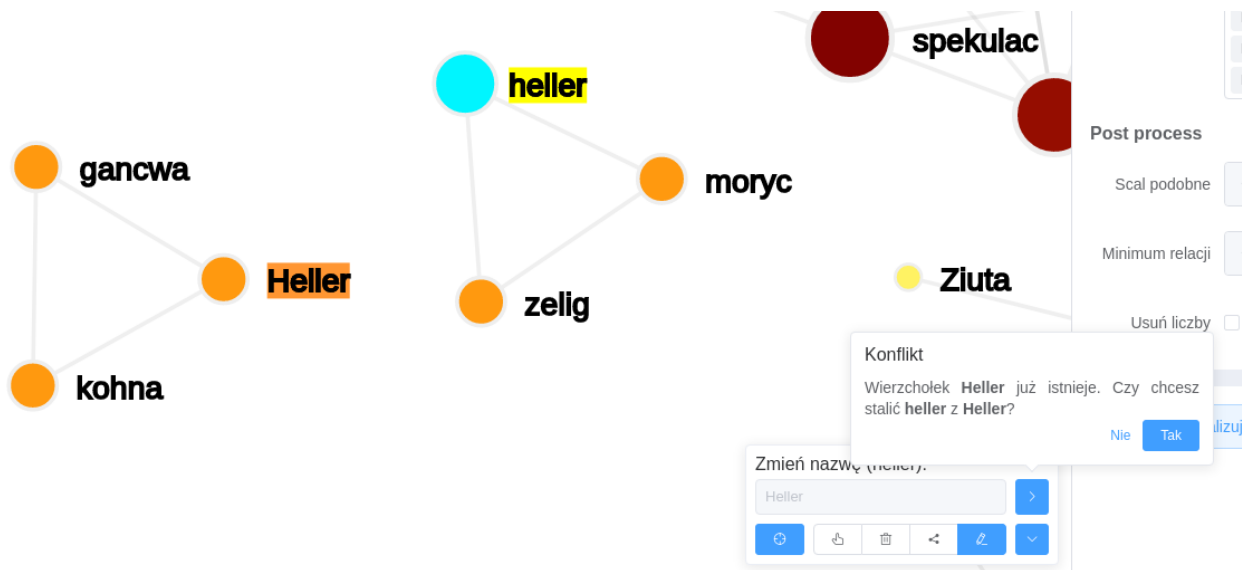 spekulac
heller
gancwa
moryc
Heller
zelig
kohna
Ziuta
Post process
Scal podobne
Minimum relacji
Usuń liczby
Konflikt
Wierzchołek Heller już istnieje. Czy chcesz
stalić heller z Heller?
Nie
Tak
Zmień nazwę (heller):
Heller